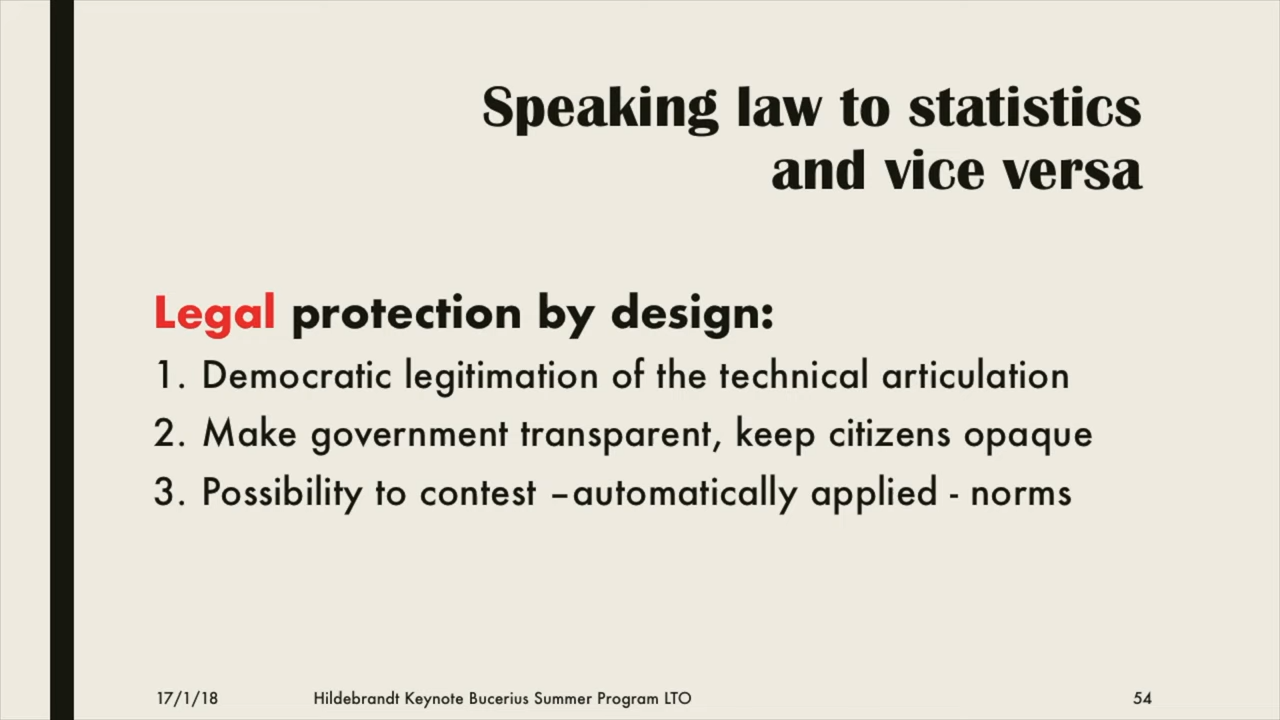 Speaking law to statistics
and vice versa
Legal protection by design:
1. Democratic legitimation of the technical articulation
2. Make government transparent, keep citizens opaque
3. Possibility to contest –automatically applied - norms
17/1/18 Hildebrandt Keynote Bucerius Summer Program LTO 54